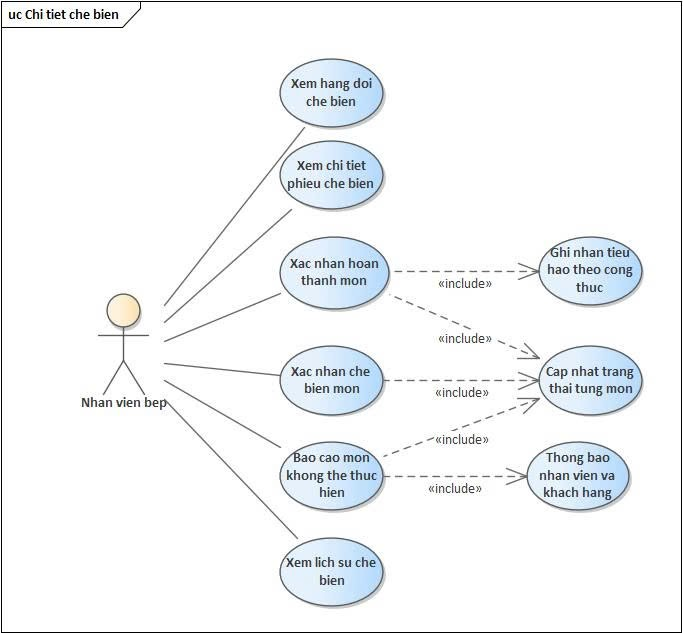 uc Chi tiet che bien
Xem hang doi
che bien
Xem chi tiet
phieu che bien
Xac nhan hoan
thanh mon
Ghi nhan tieu
hao theo cong
thuc
«include»
«include»
Nhan vien bep
Xac nhan che
bien mon
Cap nhat trang
thai tung mon
«include»
«include»
Bao cao mon
khong the thuc
hien
Thong bao
nhan vien va
khach hang
«include»
Xem lich su che
bien